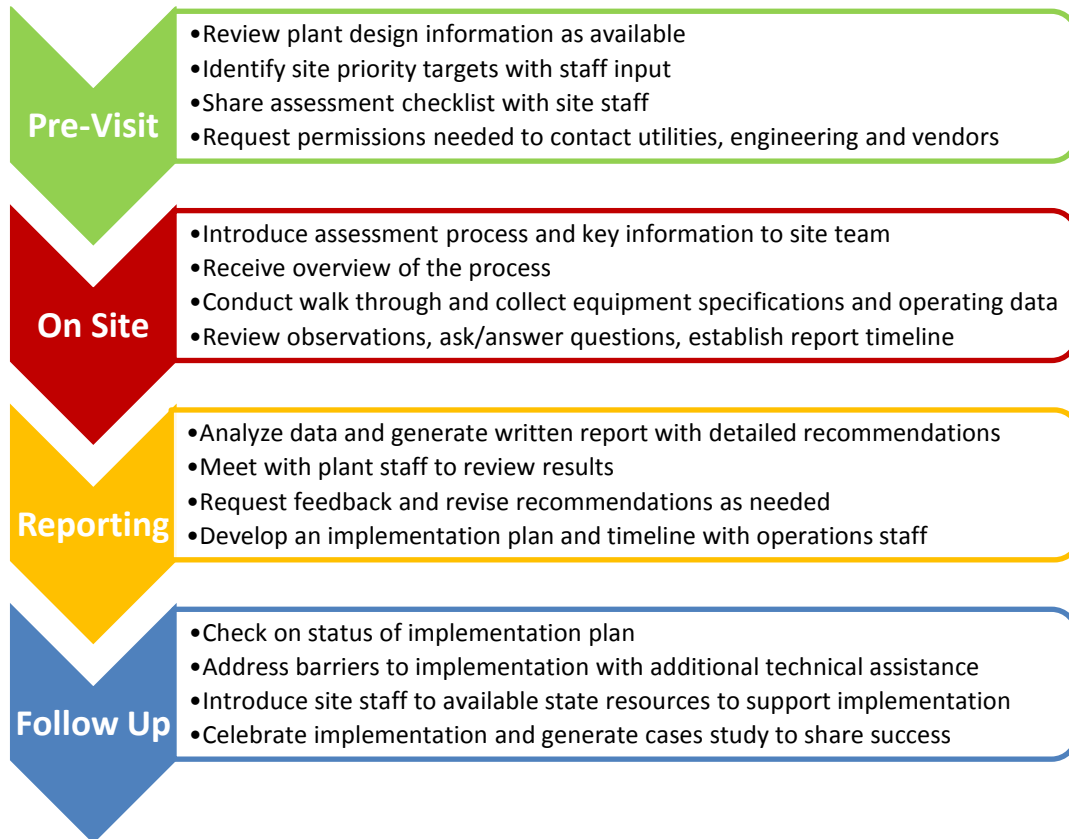 Pre-Visit
•Review plant design information as available
•Identify site priority targets with staff input
•Share assessment checklist with site staff
•Request permissions needed to contact utilities, engineering and vendors
On Site
•Introduce assessment process and key information to site team
•Receive overview of the process
•Conduct walk through and collect equipment specifications and operating data
•Review observations, ask/answer questions, establish report timeline
Reporting
•Analyze data and generate written report with detailed recommendations
•Meet with plant staff to review results
•Request feedback and revise recommendations as needed
•Develop an implementation plan and timeline with operations staff
Follow Up
•Check on status of implementation plan
•Address barriers to implementation with additional technical assistance
•Introduce site staff to available state resources to support implementation
•Celebrate implementation and generate cases study to share success